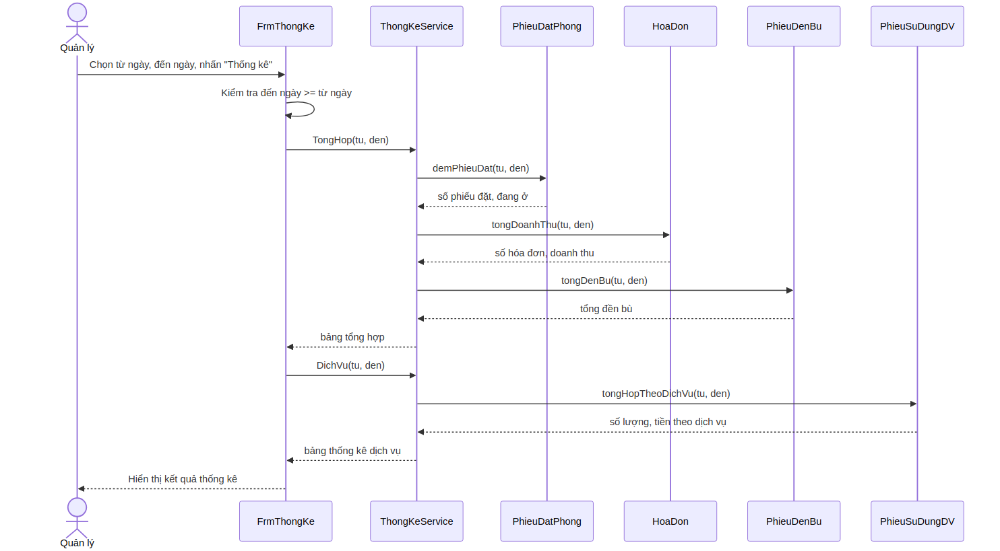 FrmThongKe
ThongKeService
PhieuDatPhong
HoaDon
PhieuDenBu
PhieuSuDungDV
Quản lý
Chọn từ ngày, đến ngày, nhấn "Thống kê"
Kiểm tra đến ngày >= từ ngày
TongHop(tu, den)
demPhieuDat(tu, den)
số phiếu đặt, đang ở
tongDoanhThu(tu, den)
số hóa đơn, doanh thu
tongDenBu(tu, den)
tổng đền bù
bảng tổng hợp
DichVu(tu, den)
tongHopTheoDichVu(tu, den)
số lượng, tiền theo dịch vụ
bảng thống kê dịch vụ
Hiển thị kết quả thống kê
FrmThongKe
ThongKeService
PhieuDatPhong
HoaDon
PhieuDenBu
PhieuSuDungDV
Quản lý